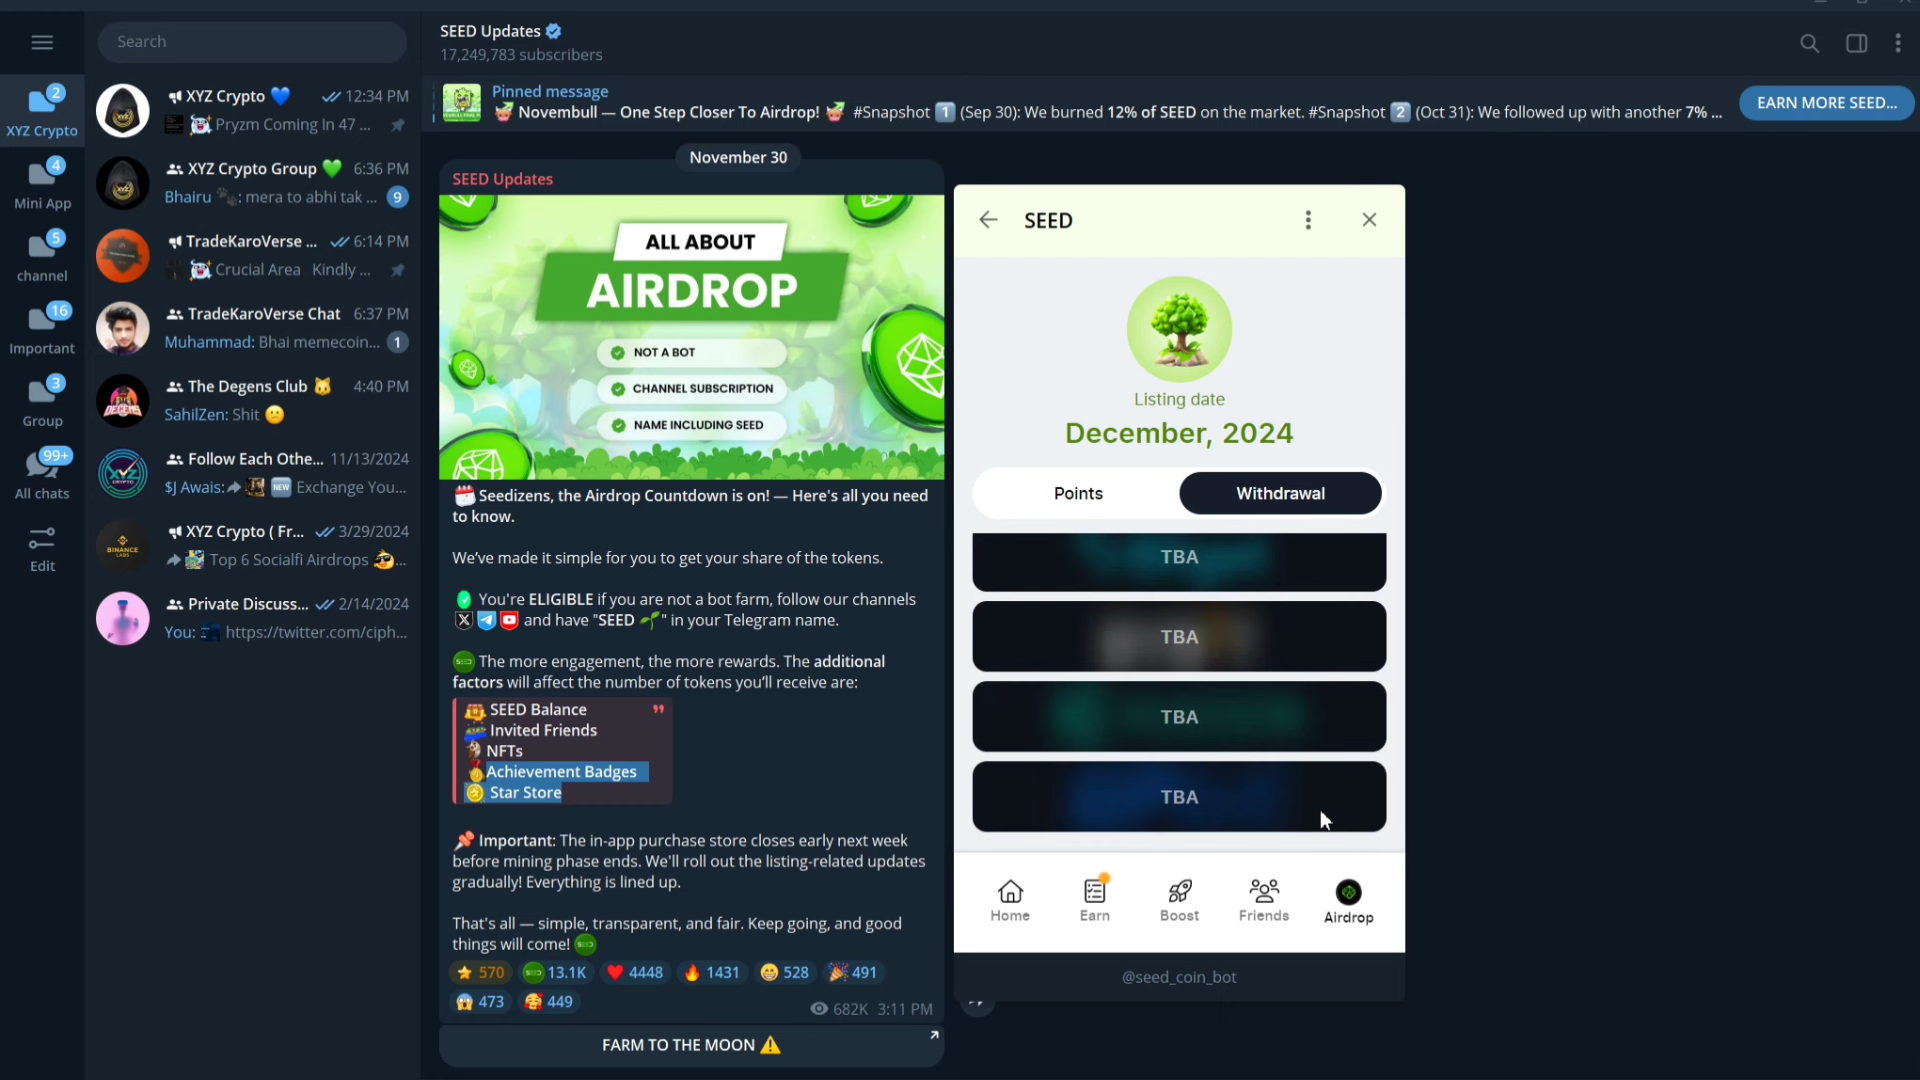 Search
XYZ Crypto 💙 12:34 PM
Pryzm Coming In 47 ...
XYZ Crypto Group 💚 6:36 PM
Bhairu 🐾: mera to abhi tak ... 9
TradeKaroVerse ... 6:14 PM
Crucial Area Kindly ...
TradeKaroVerse Chat 6:37 PM
Muhammad: Bhai memecoin... 1
The Degens Club 🐱 4:40 PM
SahilZen: Shit 😕
Follow Each Othe... 11/13/2024
$J Awais: NEW Exchange You...
XYZ Crypto ( Fr... 3/29/2024
Top 6 Socialfi Airdrops ...
Private Discuss... 2/14/2024
You: https://twitter.com/ciph...
2
XYZ Crypto
4
Mini App
5
channel
16
Important
3
Group
99+
All chats
Edit
SEED Updates
17,249,783 subscribers
Pinned message
Novembull — One Step Closer To Airdrop! #Snapshot 1️⃣ (Sep 30): We burned 12% of SEED on the market. #Snapshot 2️⃣ (Oct 31): We followed up with another 7% ...
EARN MORE SEED...
November 30
SEED Updates
ALL ABOUT
AIRDROP
NOT A BOT
CHANNEL SUBSCRIPTION
NAME INCLUDING SEED
Seedizens, the Airdrop Countdown is on! — Here's all you need
to know.
We've made it simple for you to get your share of the tokens.
You're ELIGIBLE if you are not a bot farm, follow our channels
and have "SEED 🌱" in your Telegram name.
The more engagement, the more rewards. The additional
factors will affect the number of tokens you'll receive are:
SEED Balance
Invited Friends
NFTs
Achievement Badges
Star Store
📌 Important: The in-app purchase store closes early next week
before mining phase ends. We'll roll out the listing-related updates
gradually! Everything is lined up.
That's all — simple, transparent, and fair. Keep going, and good
things will come!
⭐ 570 13.1K ❤ 4448 🔥 1431 😁 528 🎉 491
😱 473 🥰 449
682K 3:11 PM
FARM TO THE MOON ⚠️
SEED
Listing date
December, 2024
Points
Withdrawal
TBA
TBA
TBA
TBA
Home
Earn
Boost
Friends
Airdrop
@seed_coin_bot